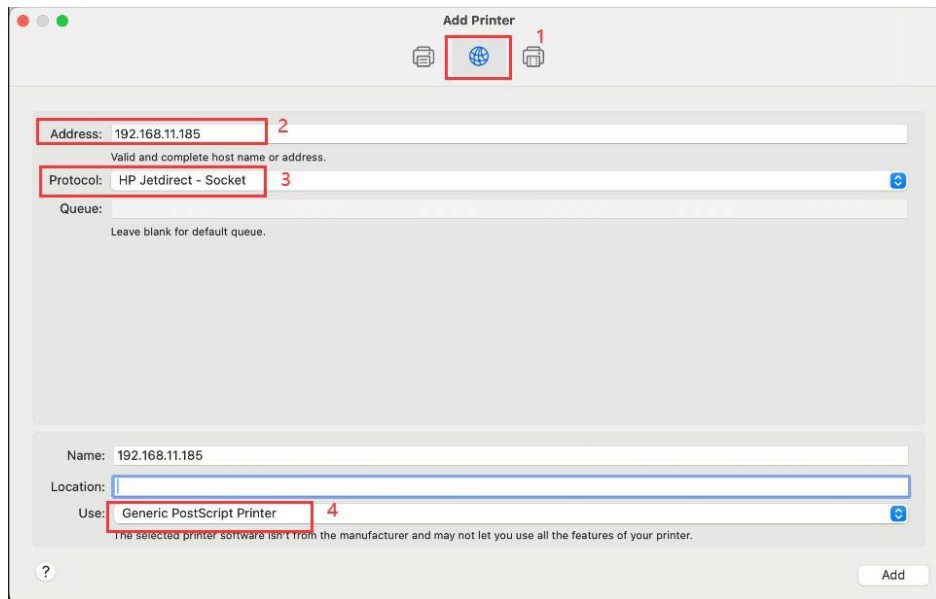 Add Printer
1
Address: 192.168.11.185 2
Valid and complete host name or address.
Protocol: HP Jetdirect - Socket 3
Queue:
Leave blank for default queue.
Name: 192.168.11.185
Location:
Use: Generic PostScript Printer 4
The selected printer software isn't from the manufacturer and may not let you use all the features of your printer.
? Add